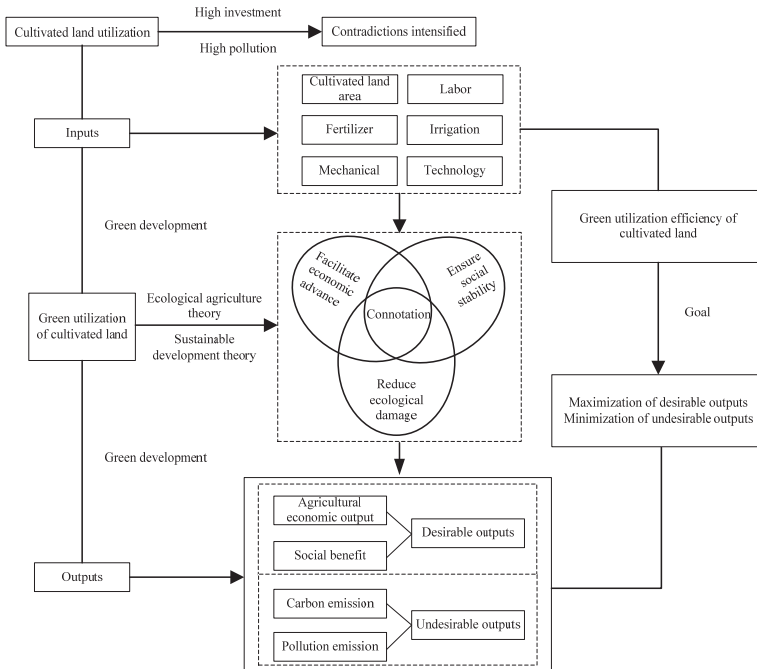 High investment
Cultivated land utilization
Contradictions intensified
High pollution
Cultivated land
area
Labor
Inputs
Fertilizer
Irrigation
Mechanical
Technology
Green development
Green utilization efficiency of
cultivated land
Facilitate
economic
advance
Ensure
social
stability
Connotation
Ecological agriculture
theory
Green utilization
of cultivated land
Sustainable
development theory
Goal
Reduce
ecological
damage
Maximization of desirable outputs
Minimization of undesirable outputs
Green development
Agricultural
economic output
Desirable outputs
Social benefit
Outputs
Carbon emission
Undesirable outputs
Pollution emission